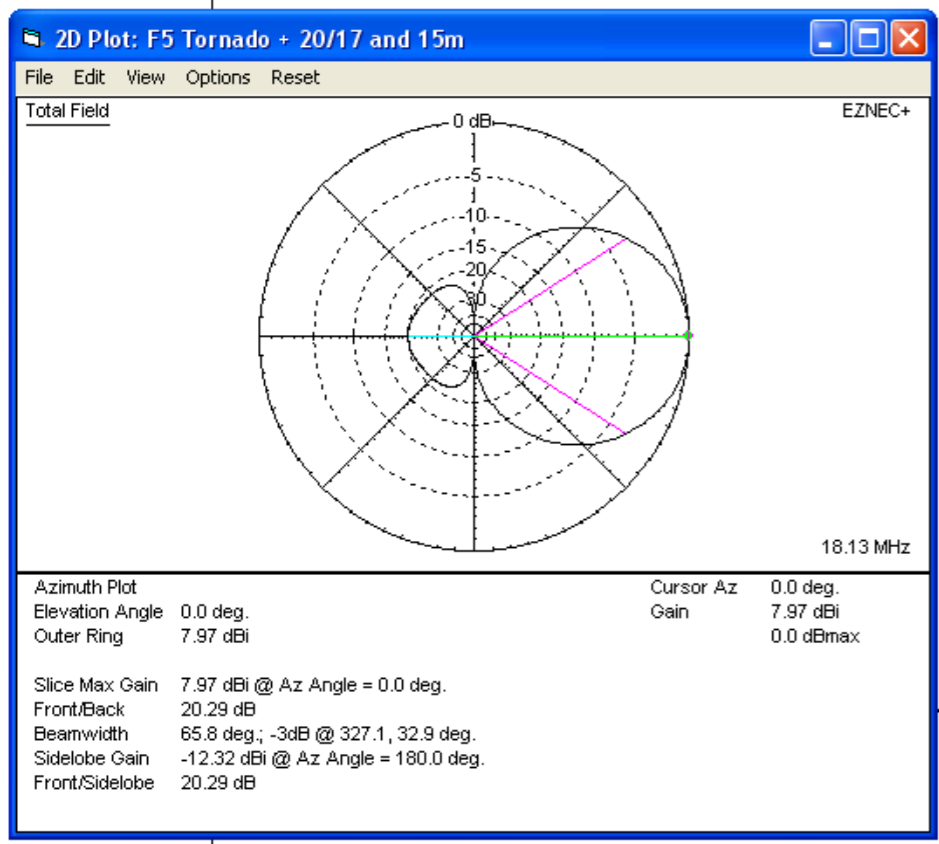 2D Plot: F5 Tornado + 20/17 and 15m
File Edit View Options Reset
Total Field
EZNEC+
0 dB
-5
-10
-15
-20
-30
18.13 MHz
Azimuth Plot
Cursor Az 0.0 deg.
Elevation Angle 0.0 deg.
Gain 7.97 dBi
Outer Ring 7.97 dBi
0.0 dBmax
Slice Max Gain 7.97 dBi @ Az Angle = 0.0 deg.
Front/Back 20.29 dB
Beamwidth 65.8 deg.; -3dB @ 327.1, 32.9 deg.
Sidelobe Gain -12.32 dBi @ Az Angle = 180.0 deg.
Front/Sidelobe 20.29 dB